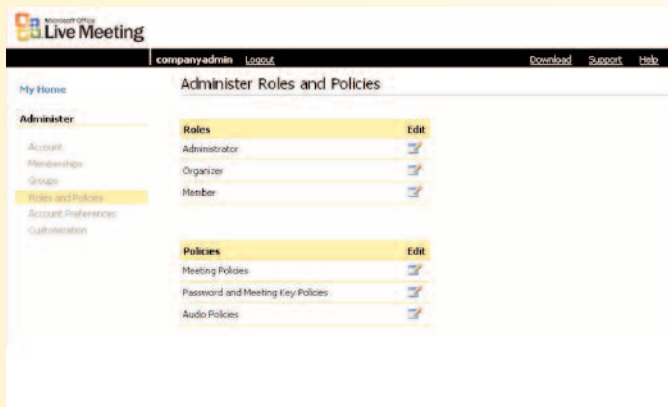 Microsoft Office
Live Meeting
companyadmin Logout Download Support Help
My Home
Administer
Account
Memberships
Groups
Roles and Policies
Account Preferences
Customization
Administer Roles and Policies
Roles Edit
Administrator
Organizer
Member
Policies Edit
Meeting Policies
Password and Meeting Key Policies
Audio Policies